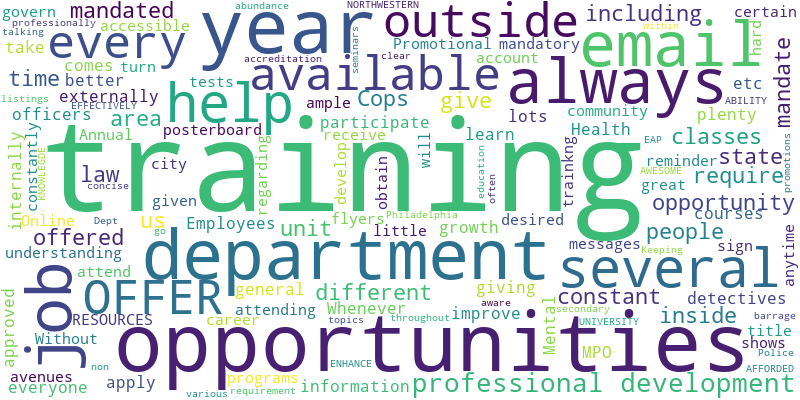 govern abundance NORTHWESTERN certain
professionally mandated year outside including
talking take accessible every Promotional mandatory email hard within
accreditation seminars clear
comes turn available account always
time better tests help ample Cops give lots etc ABILITY mandate
listings EFFECTIVELY externally community plenty
officers area posterboard participate learn Health classes
Annual receive
constantly internally KNOWLEGDE law city training regarding develop obtain will education often trainkng EAP reminder state promotions
concise AWESOME great require
Online Dept given us Employees unit flyers Philadelphia desired courses opportunity
go little growth people
understanding offered department messages Keeping sign anytime
attend general attending different giving several
job OFFER Whenever improve constant inside detectives
approved RESOURCES career topics aware throughout secondary UNIVERSITY Mental MPO title barrage
Without opportunities shows Police
non avenues ENHANCE AFFORDED
everyone apply various programs requirement information professional development